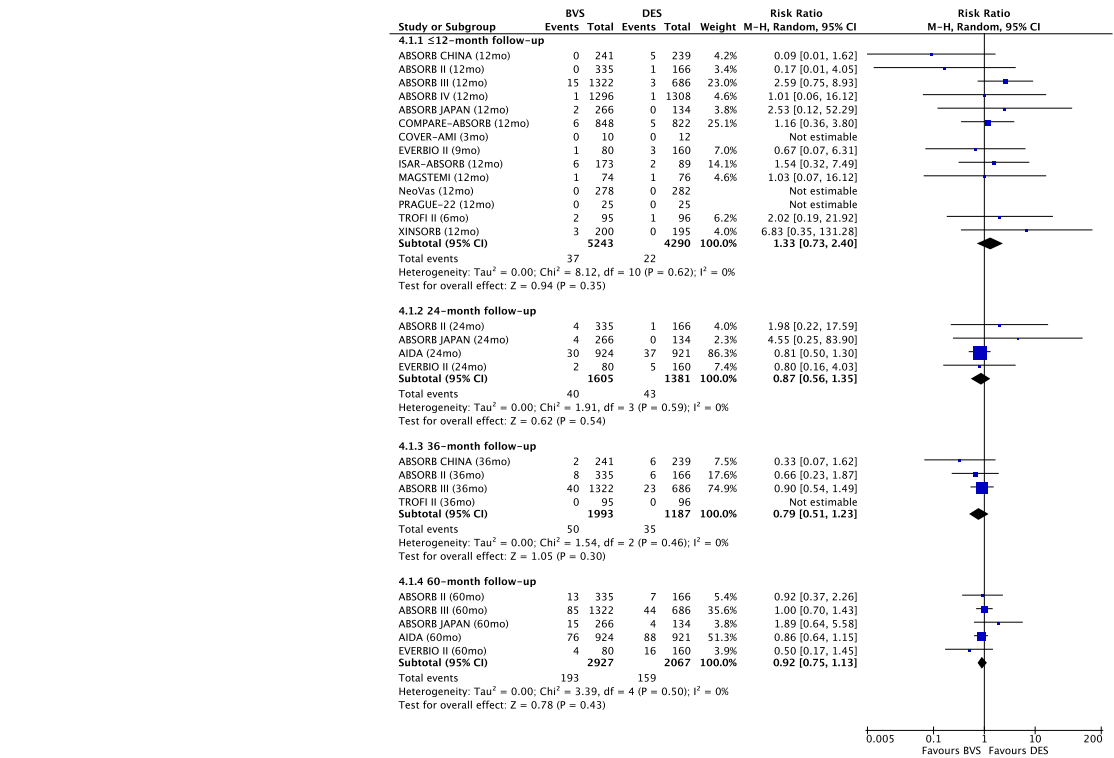 BVS DES Risk Ratio Risk Ratio
Study or Subgroup Events Total Events Total Weight M-H, Random, 95% CI M-H, Random, 95% CI
4.1.1 ≤12-month follow-up
ABSORB CHINA (12mo) 0 241 5 239 4.2% 0.09 [0.01, 1.62]
ABSORB II (12mo) 0 335 1 166 3.4% 0.17 [0.01, 4.05]
ABSORB III (12mo) 15 1322 3 686 23.0% 2.59 [0.75, 8.93]
ABSORB IV (12mo) 1 1296 1 1308 4.6% 1.01 [0.06, 16.12]
ABSORB JAPAN (12mo) 2 266 0 134 3.8% 2.53 [0.12, 52.29]
COMPARE-ABSORB (12mo) 6 848 5 822 25.1% 1.16 [0.36, 3.80]
COVER-AMI (3mo) 0 10 0 12 Not estimable
EVERBIO II (9mo) 1 80 3 160 7.0% 0.67 [0.07, 6.31]
ISAR-ABSORB (12mo) 6 173 2 89 14.1% 1.54 [0.32, 7.49]
MAGSTEMI (12mo) 1 74 1 76 4.6% 1.03 [0.07, 16.12]
NeoVas (12mo) 0 278 0 282 Not estimable
PRAGUE-22 (12mo) 0 25 0 25 Not estimable
TROFI II (6mo) 2 95 1 96 6.2% 2.02 [0.19, 21.92]
XINSORB (12mo) 3 200 0 195 4.0% 6.83 [0.35, 131.28]
Subtotal (95% CI) 5243 4290 100.0% 1.33 [0.73, 2.40]
Total events 37 22
Heterogeneity: Tau² = 0.00; Chi² = 8.12, df = 10 (P = 0.62); I² = 0%
Test for overall effect: Z = 0.94 (P = 0.35)
4.1.2 24-month follow-up
ABSORB II (24mo) 4 335 1 166 4.0% 1.98 [0.22, 17.59]
ABSORB JAPAN (24mo) 4 266 0 134 2.3% 4.55 [0.25, 83.90]
AIDA (24mo) 30 924 37 921 86.3% 0.81 [0.50, 1.30]
EVERBIO II (24mo) 2 80 5 160 7.4% 0.80 [0.16, 4.03]
Subtotal (95% CI) 1605 1381 100.0% 0.87 [0.56, 1.35]
Total events 40 43
Heterogeneity: Tau² = 0.00; Chi² = 1.91, df = 3 (P = 0.59); I² = 0%
Test for overall effect: Z = 0.62 (P = 0.54)
4.1.3 36-month follow-up
ABSORB CHINA (36mo) 2 241 6 239 7.5% 0.33 [0.07, 1.62]
ABSORB II (36mo) 8 335 6 166 17.6% 0.66 [0.23, 1.87]
ABSORB III (36mo) 40 1322 23 686 74.9% 0.90 [0.54, 1.49]
TROFI II (36mo) 0 95 0 96 Not estimable
Subtotal (95% CI) 1993 1187 100.0% 0.79 [0.51, 1.23]
Total events 50 35
Heterogeneity: Tau² = 0.00; Chi² = 1.54, df = 2 (P = 0.46); I² = 0%
Test for overall effect: Z = 1.05 (P = 0.30)
4.1.4 60-month follow-up
ABSORB II (60mo) 13 335 7 166 5.4% 0.92 [0.37, 2.26]
ABSORB III (60mo) 85 1322 44 686 35.6% 1.00 [0.70, 1.43]
ABSORB JAPAN (60mo) 15 266 4 134 3.8% 1.89 [0.64, 5.58]
AIDA (60mo) 76 924 88 921 51.3% 0.86 [0.64, 1.15]
EVERBIO II (60mo) 4 80 16 160 3.9% 0.50 [0.17, 1.45]
Subtotal (95% CI) 2927 2067 100.0% 0.92 [0.75, 1.13]
Total events 193 159
Heterogeneity: Tau² = 0.00; Chi² = 3.39, df = 4 (P = 0.50); I² = 0%
Test for overall effect: Z = 0.78 (P = 0.43)
0.005 0.1 1 10 200
Favours BVS Favours DES